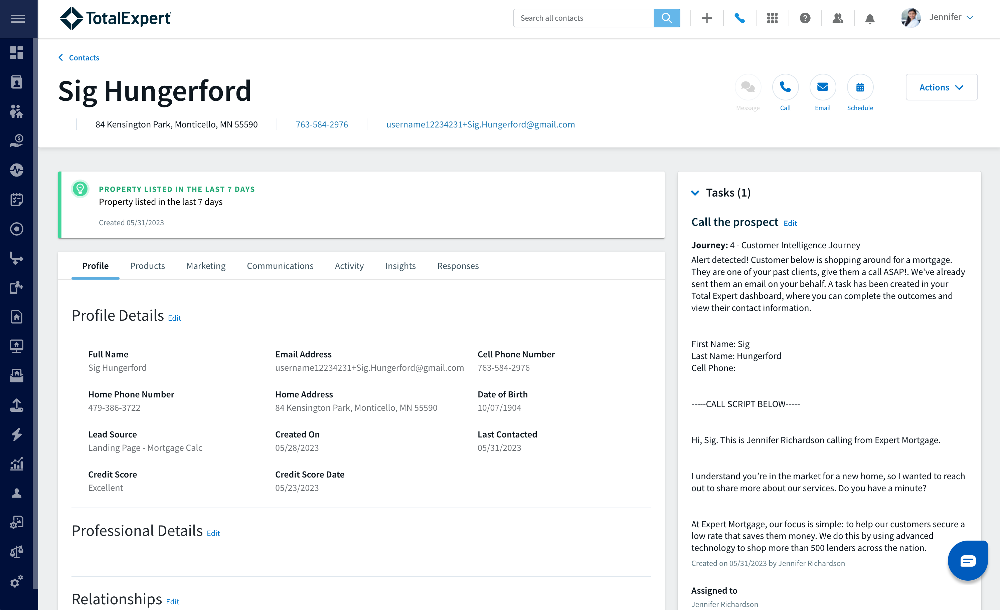 TotalExpert
Search all contacts
Jennifer
Contacts
Sig Hungerford
Message
Call
Email
Schedule
Actions
84 Kensington Park, Monticello, MN 55590
763-584-2976
username12234231+Sig.Hungerford@gmail.com
PROPERTY LISTED IN THE LAST 7 DAYS
Property listed in the last 7 days
Created 05/31/2023
Profile
Products
Marketing
Communications
Activity
Insights
Responses
Profile Details Edit
Full Name
Sig Hungerford
Email Address
username12234231+Sig.Hungerford@gmail.com
Cell Phone Number
763-584-2976
Home Phone Number
479-386-3722
Home Address
84 Kensington Park, Monticello, MN 55590
Date of Birth
10/07/1904
Lead Source
Landing Page - Mortgage Calc
Created On
05/28/2023
Last Contacted
05/31/2023
Credit Score
Excellent
Credit Score Date
05/23/2023
Professional Details Edit
Relationships Edit
Tasks (1)
Call the prospect Edit
Journey: 4 - Customer Intelligence Journey
Alert detected! Customer below is shopping around for a mortgage.
They are one of your past clients, give them a call ASAP!. We've already
sent them an email on your behalf. A task has been created in your
Total Expert dashboard, where you can complete the outcomes and
view their contact information.
First Name: Sig
Last Name: Hungerford
Cell Phone:
-----CALL SCRIPT BELOW-----
Hi, Sig. This is Jennifer Richardson calling from Expert Mortgage.
I understand you’re in the market for a new home, so I wanted to reach
out to share more about our services. Do you have a minute?
At Expert Mortgage, our focus is simple: to help our customers secure a
low rate that saves them money. We do this by using advanced
technology to shop more than 500 lenders across the nation.
Created on 05/31/2023 by Jennifer Richardson
Assigned to
Jennifer Richardson